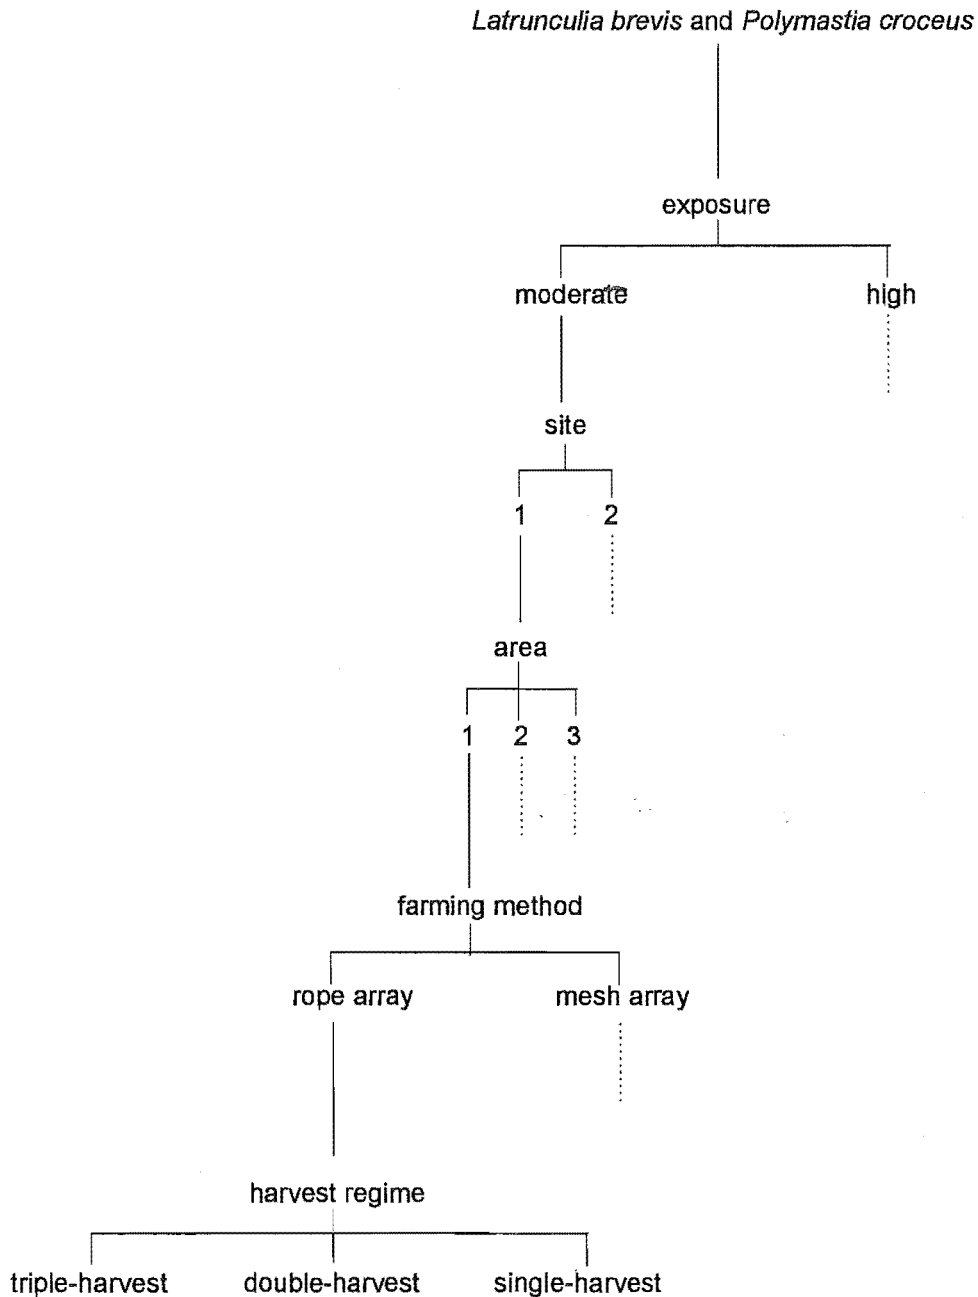 Latrunculia brevis and Polymastia croceus
exposure
moderate high
site
1 2
area
1 2 3
farming method
rope array mesh array
harvest regime
triple-harvest double-harvest single-harvest